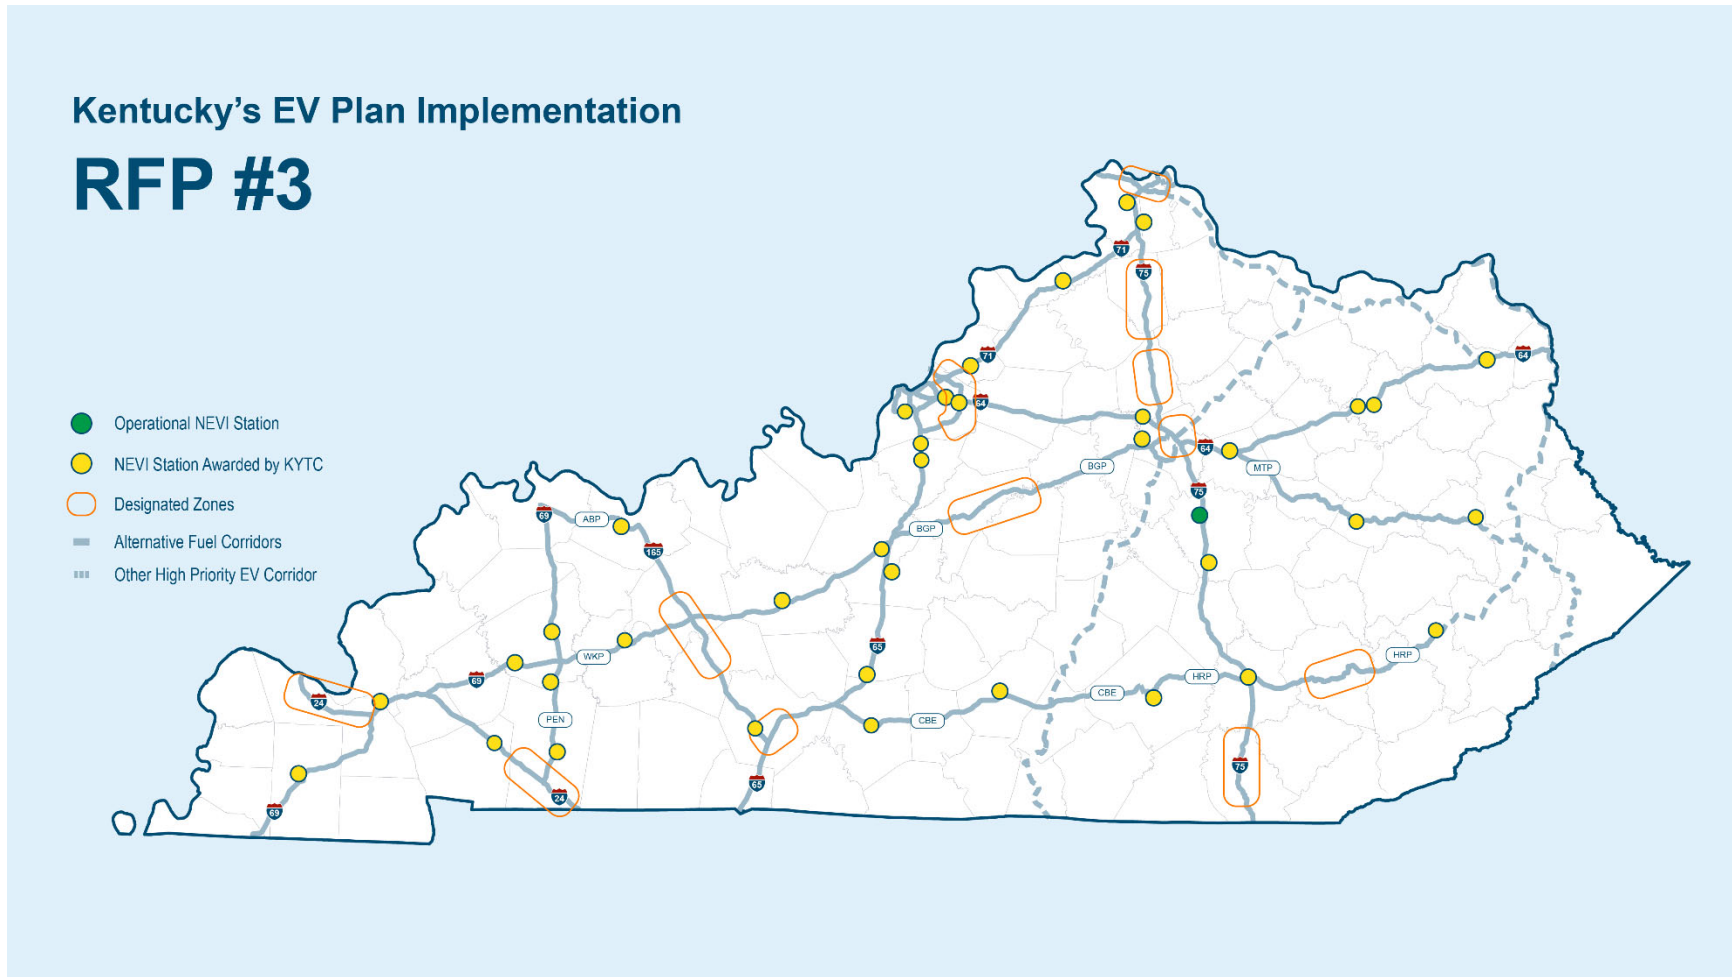 Kentucky's EV Plan Implementation
RFP #3
Operational NEVI Station
NEVI Station Awarded by KYTC
Designated Zones
Alternative Fuel Corridors
Other High Priority EV Corridor
71
75
71
64
64
64
BGP
MTP
75
69
ABP
165
BGP
65
WKP
69
24
PEN
HRP
HRP
CBE
CBE
75
65
24
69